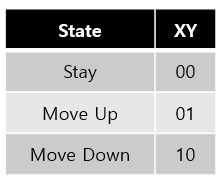 State XY
Stay 00
Move Up 01
Move Down 10